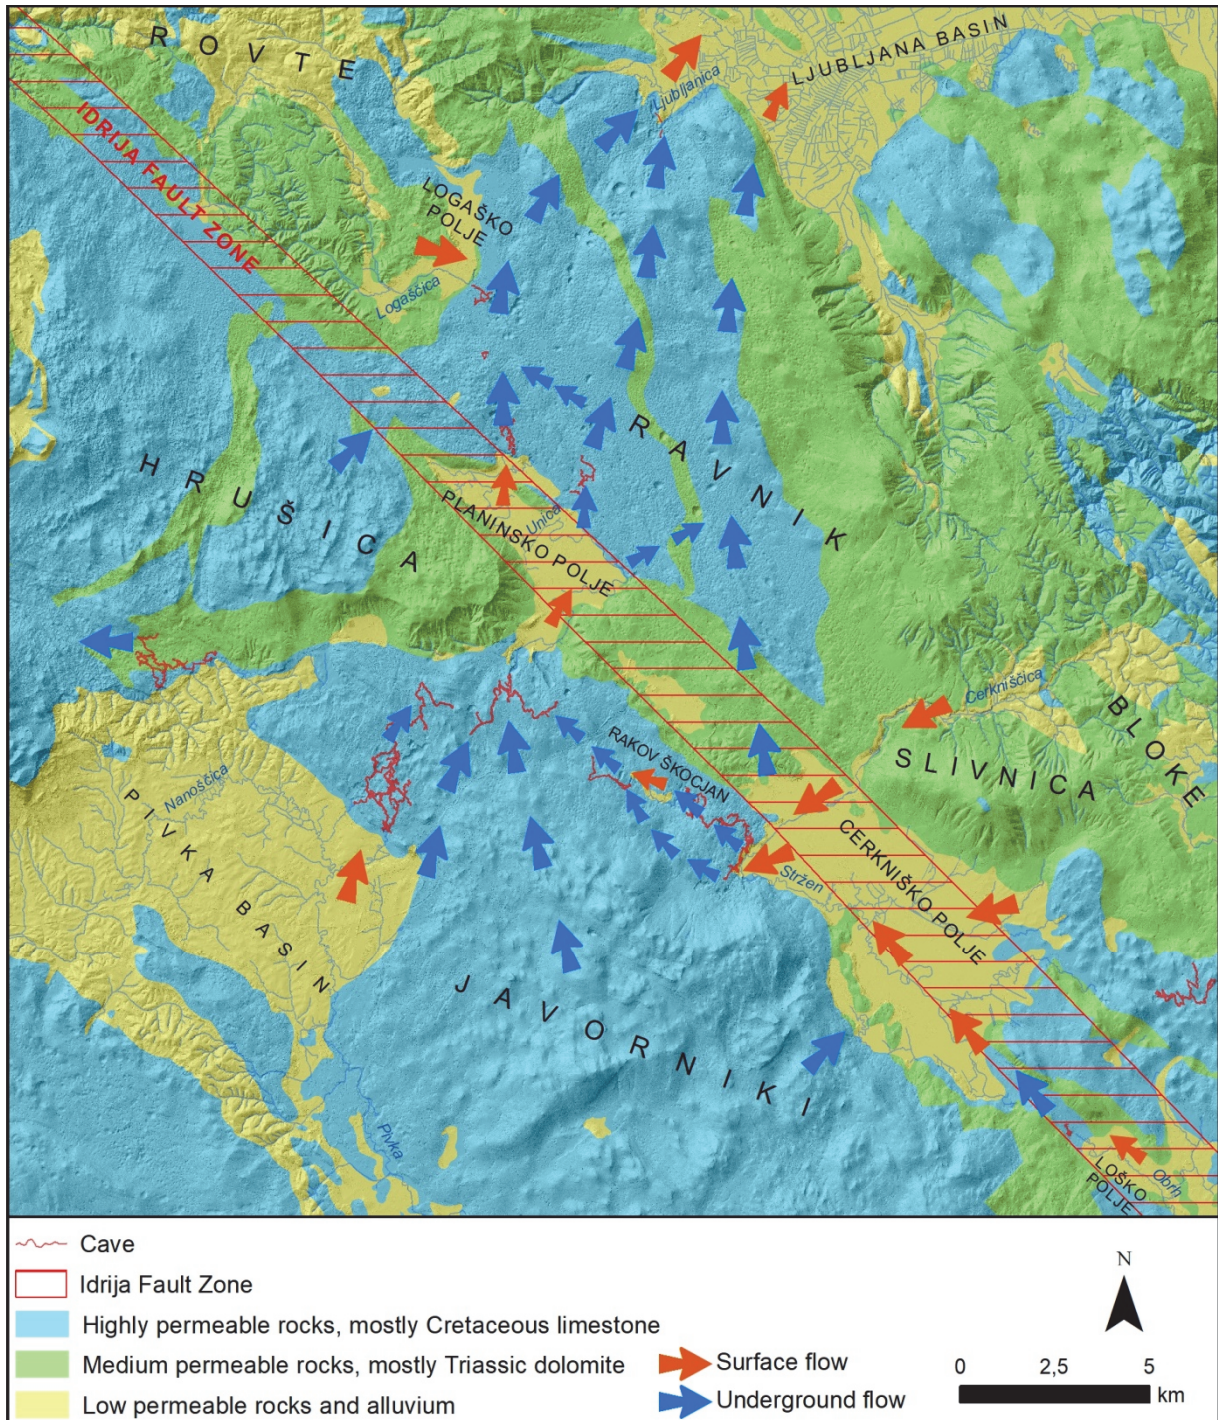 ROVTE
LJUBLJANA BASIN
Ljubljanica
IDRIJA FAULT ZONE
LOGAŠKO
POLJE
Logaščica
RAVNIK
HRUŠICA
PLANINSKO POLJE
Unica
Cerkniščica
BLOKE
SLIVNICA
RAKOV ŠKOCJAN
Nanoščica
PIVKA BASIN
CERKNIŠKO POLJE
Stržen
JAVORNIKI
Pivka
LOŠKO
POLJE
Obrh
Cave
Idrija Fault Zone
Highly permeable rocks, mostly Cretaceous limestone
Medium permeable rocks, mostly Triassic dolomite
Low permeable rocks and alluvium
Surface flow
Underground flow
N
0 2,5 5
km